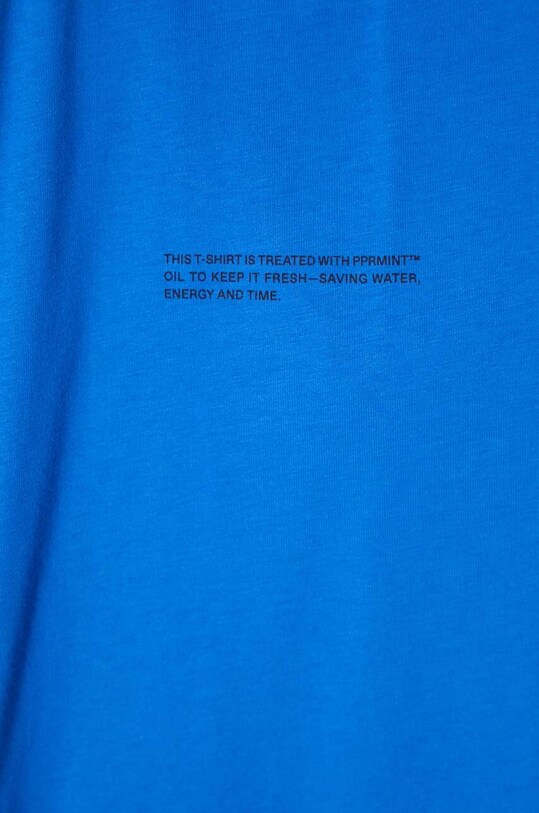 THIS T-SHIRT IS TREATED WITH PPRMINT™
OIL TO KEEP IT FRESH—SAVING WATER,
ENERGY AND TIME.